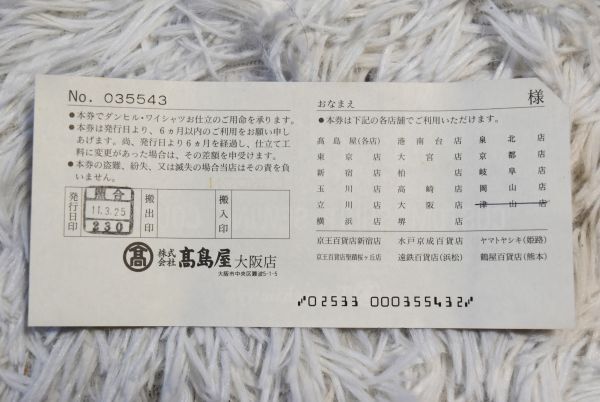 No. 035543
●本券でダンヒル・ワイシャツお仕立のご用命を承ります。
●本券は発行日より、6ヵ月以内のご利用をお願い申し
あげます。尚、発行日より6ヵ月を経過し、仕立て工
料に変更があった場合は、その差額を申受けます。
●本券の盗難、紛失、又は滅失の場合当店はその責を負
いません。
発行日印
照合
11.3.25
230
搬出印
搬入印
髙 株式会社 髙島屋 大阪店
大阪市中央区難波5-1-5
おなまえ 様
●本券は下記の各店舗でご利用いただけます。
髙島屋(各店) 港南台店 泉北店
東京店 大宮店 京都店
新宿店 柏店 岐阜店
玉川店 高崎店 岡山店
立川店 大阪店 津山店
横浜店 堺店
京王百貨店新宿店 水戸京成百貨店 ヤマトヤシキ(姫路)
京王百貨店聖蹟桜ヶ丘店 遠鉄百貨店(浜松) 鶴屋百貨店(熊本)
02533 000355432